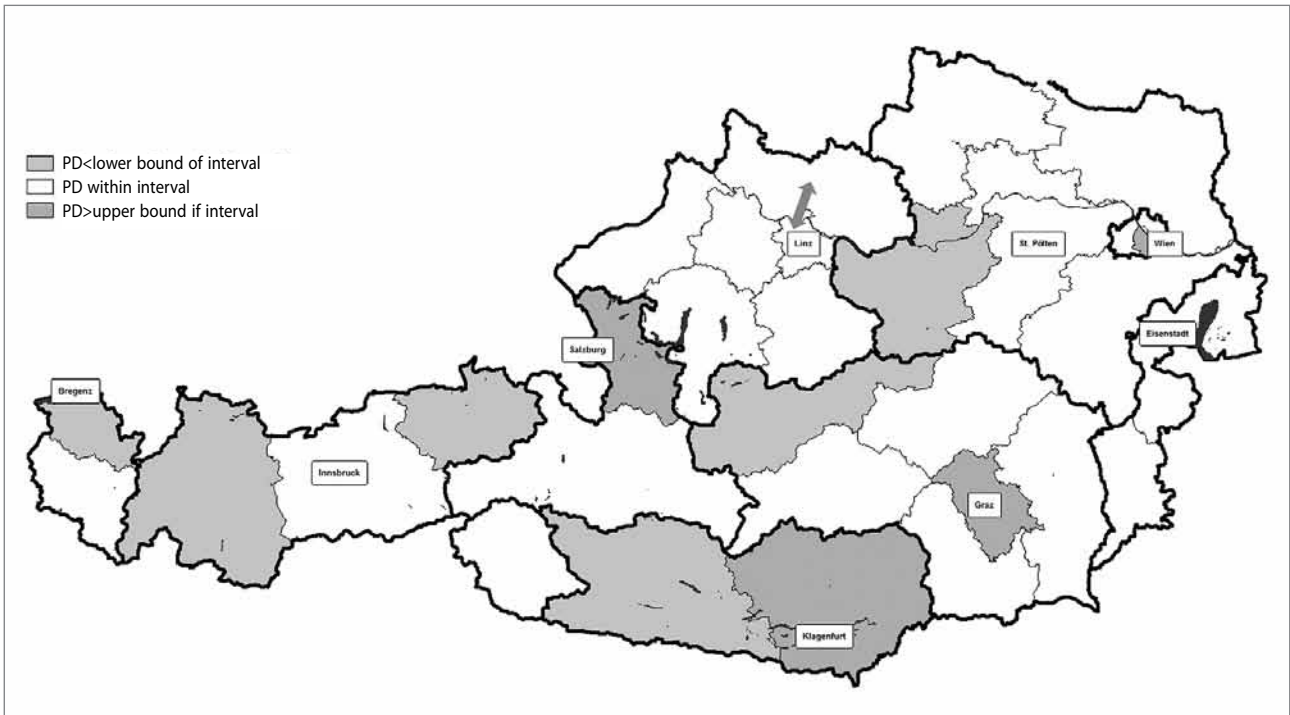 PD<lower bound of interval
PD within interval
PD>upper bound if interval
Linz
St. Pölten
Wien
Eisenstadt
Salzburg
Bregenz
Innsbruck
Graz
Klagenfurt